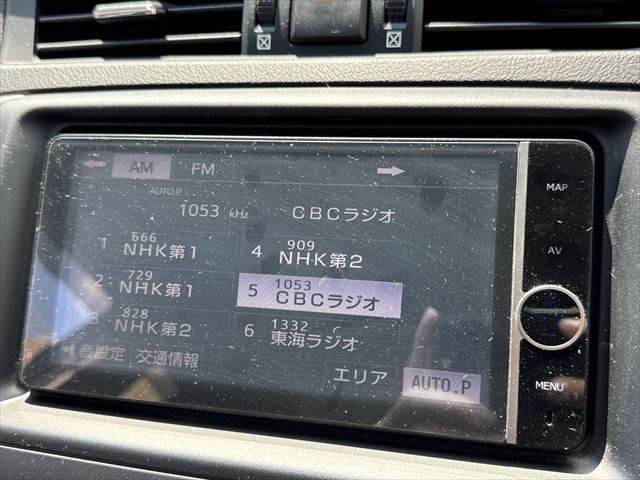 AM FM
AUTO.P
1053 kHz CBCラジオ
1 666 NHK第1
4 909 NHK第2
2 729 NHK第1
5 1053 CBCラジオ
3 828 NHK第2
6 1332 東海ラジオ
音設定 交通情報
エリア AUTO.P
MAP
AV
MENU